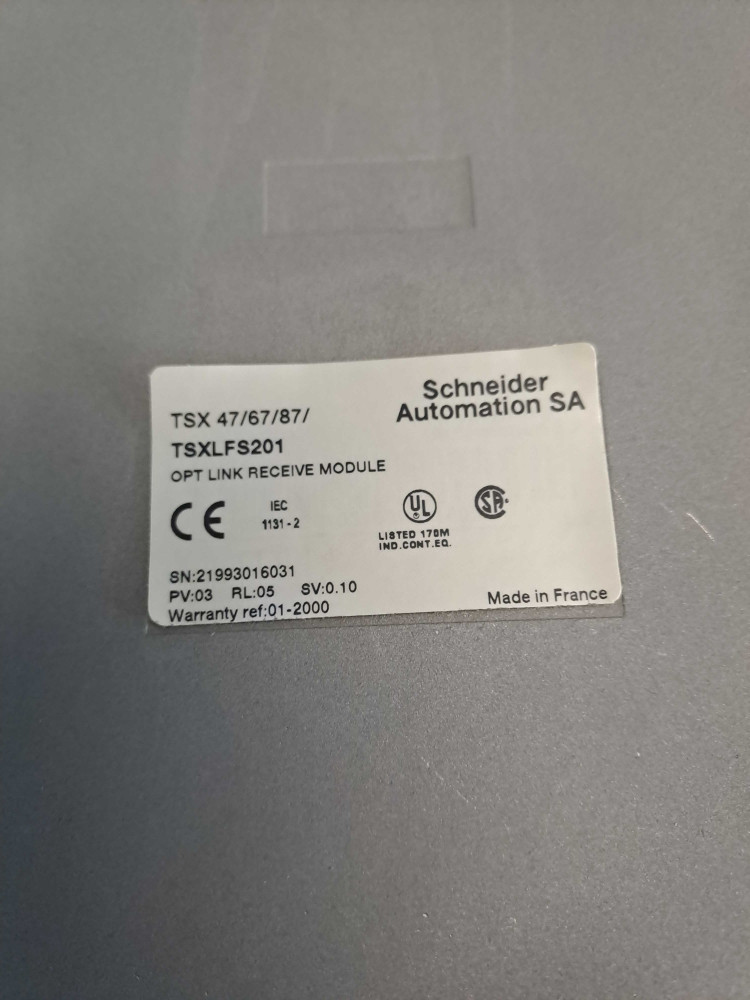 Schneider
Automation SA
TSX 47/67/87/
TSXLFS201
OPT LINK RECEIVE MODULE
CE
IEC
1131-2
UL
SA
LISTED 170M
IND.CONT.EQ.
SN:21993016031
PV:03 RL:05 SV:0.10
Warranty ref:01-2000
Made in France